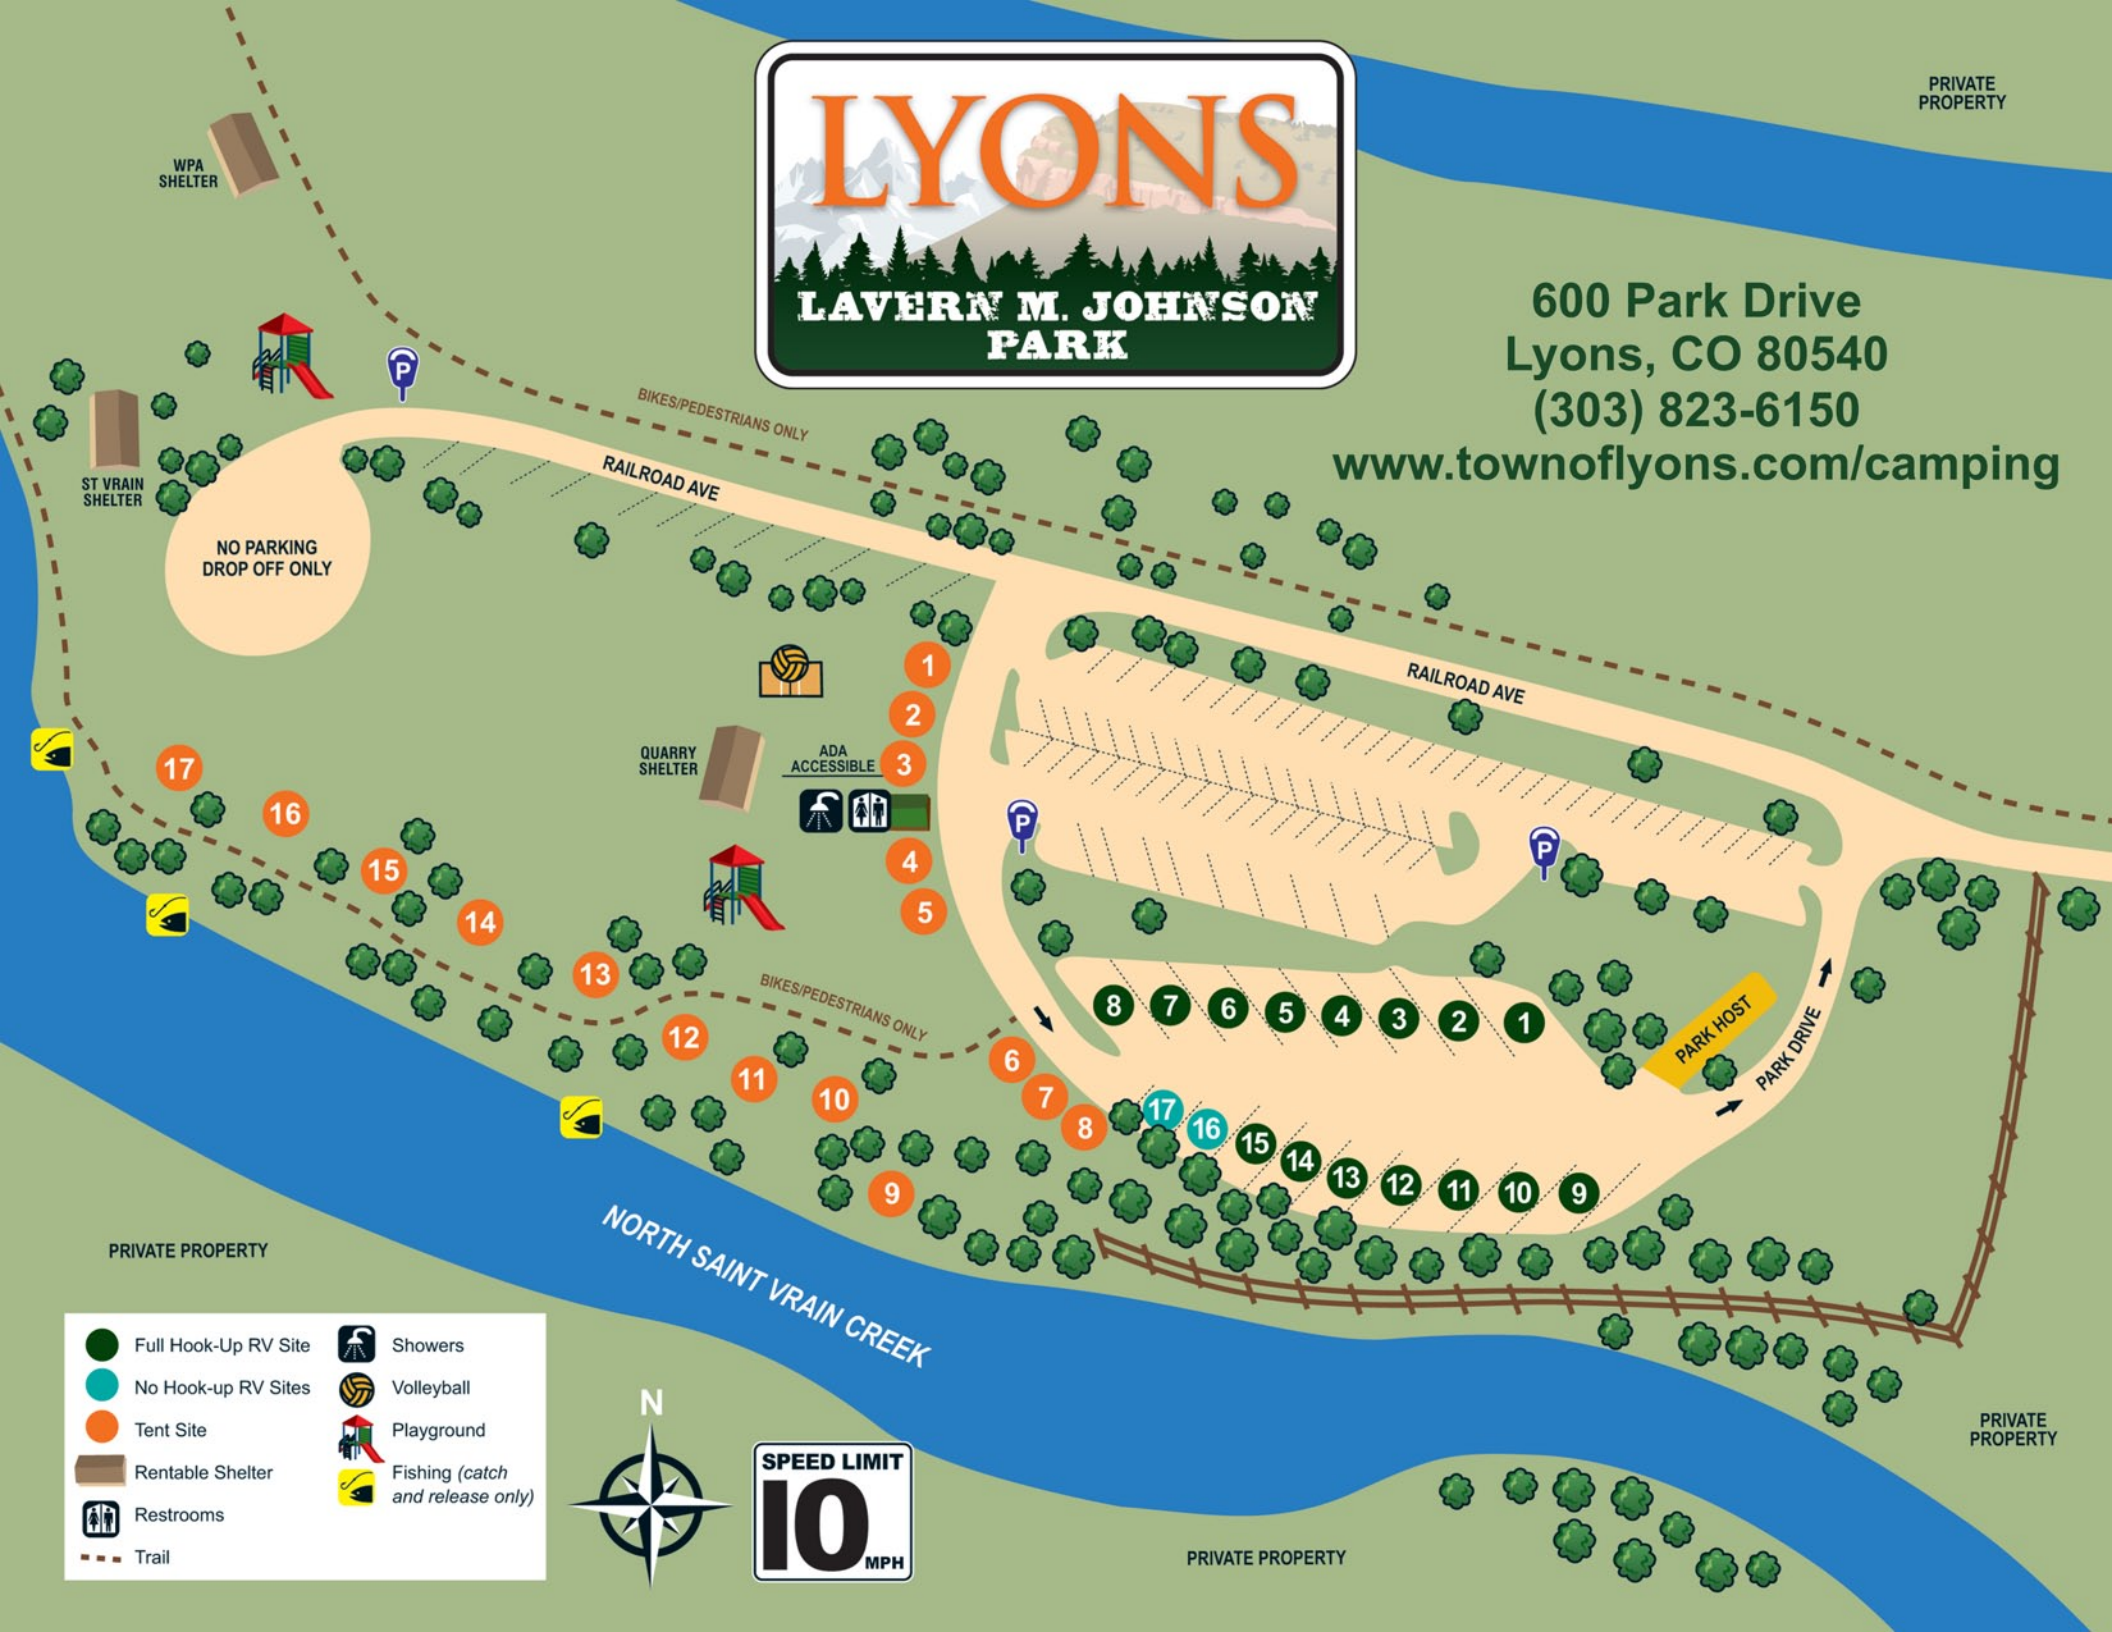 LYONS
LAVERN M. JOHNSON
PARK
PRIVATE
PROPERTY
600 Park Drive
Lyons, CO 80540
(303) 823-6150
www.townoflyons.com/camping
WPA
SHELTER
P
BIKES/PEDESTRIANS ONLY
RAILROAD AVE
ST VRAIN
SHELTER
NO PARKING
DROP OFF ONLY
1
2
QUARRY
SHELTER
ADA
ACCESSIBLE
3
4
5
RAILROAD AVE
P
P
17
16
15
14
13
12
11
10
9
BIKES/PEDESTRIANS ONLY
6
7
8
8
7
6
5
4
3
2
1
PARK HOST
PARK DRIVE
17
16
15
14
13
12
11
10
9
NORTH SAINT VRAIN CREEK
PRIVATE PROPERTY
Full Hook-Up RV Site
No Hook-up RV Sites
Tent Site
Rentable Shelter
Restrooms
Trail
Showers
Volleyball
Playground
Fishing (catch
and release only)
N
SPEED LIMIT
10
MPH
PRIVATE PROPERTY
PRIVATE
PROPERTY